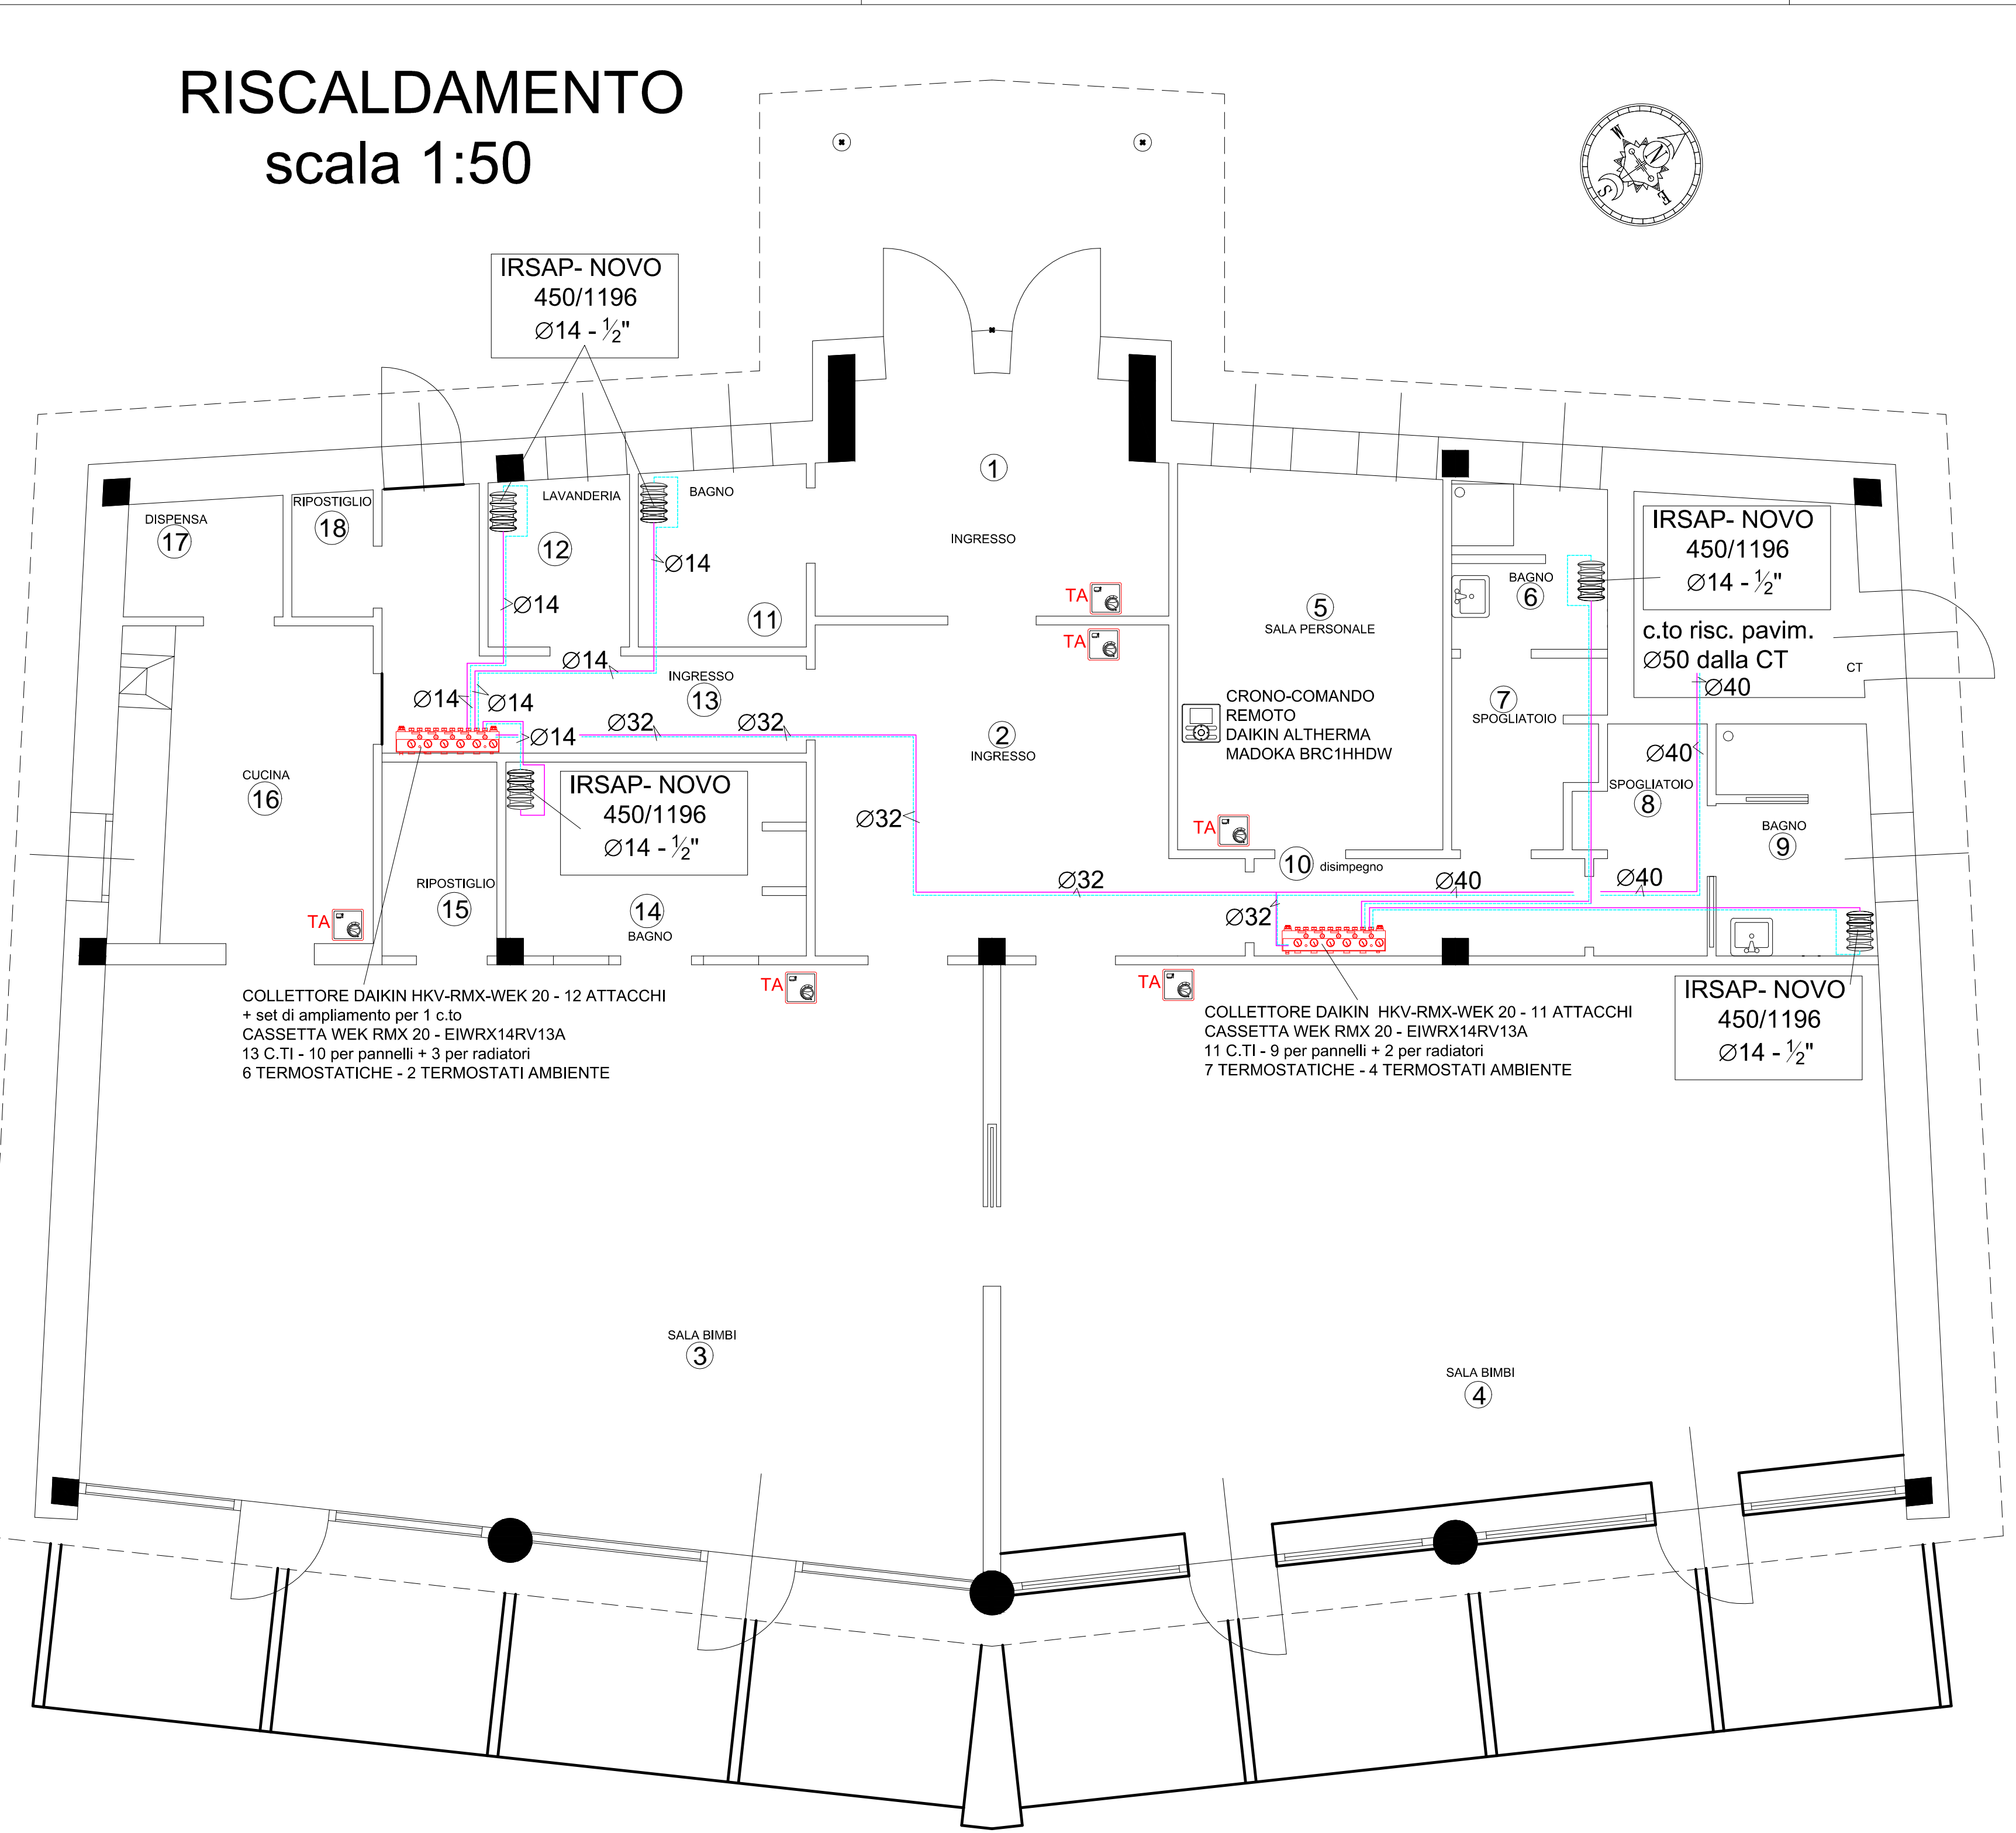 RISCALDAMENTO
scala 1:50
W
N
S
E
IRSAP- NOVO
450/1196
Ø14 - ½"
1
INGRESSO
RIPOSTIGLIO
18
DISPENSA
17
LAVANDERIA
12
BAGNO
11
Ø14
Ø14
TA
TA
5
SALA PERSONALE
BAGNO
6
IRSAP- NOVO
450/1196
Ø14 - ½"
c.to risc. pavim.
Ø50 dalla CT
CT
Ø40
Ø14
INGRESSO
13
Ø14
Ø14
Ø14
Ø32
Ø32
2
INGRESSO
CRONO-COMANDO
REMOTO
DAIKIN ALTHERMA
MADOKA BRC1HHDW
7
SPOGLIATOIO
Ø40
SPOGLIATOIO
8
BAGNO
9
CUCINA
16
IRSAP- NOVO
450/1196
Ø14 - ½"
Ø32
TA
10
disimpegno
Ø32
Ø40
Ø40
Ø32
RIPOSTIGLIO
15
14
BAGNO
TA
TA
TA
COLLETTORE DAIKIN HKV-RMX-WEK 20 - 12 ATTACCHI
+ set di ampliamento per 1 c.to
CASSETTA WEK RMX 20 - EIWRX14RV13A
13 C.TI - 10 per pannelli + 3 per radiatori
6 TERMOSTATICHE - 2 TERMOSTATI AMBIENTE
COLLETTORE DAIKIN HKV-RMX-WEK 20 - 11 ATTACCHI
CASSETTA WEK RMX 20 - EIWRX14RV13A
11 C.TI - 9 per pannelli + 2 per radiatori
7 TERMOSTATICHE - 4 TERMOSTATI AMBIENTE
IRSAP- NOVO
450/1196
Ø14 - ½"
SALA BIMBI
3
SALA BIMBI
4